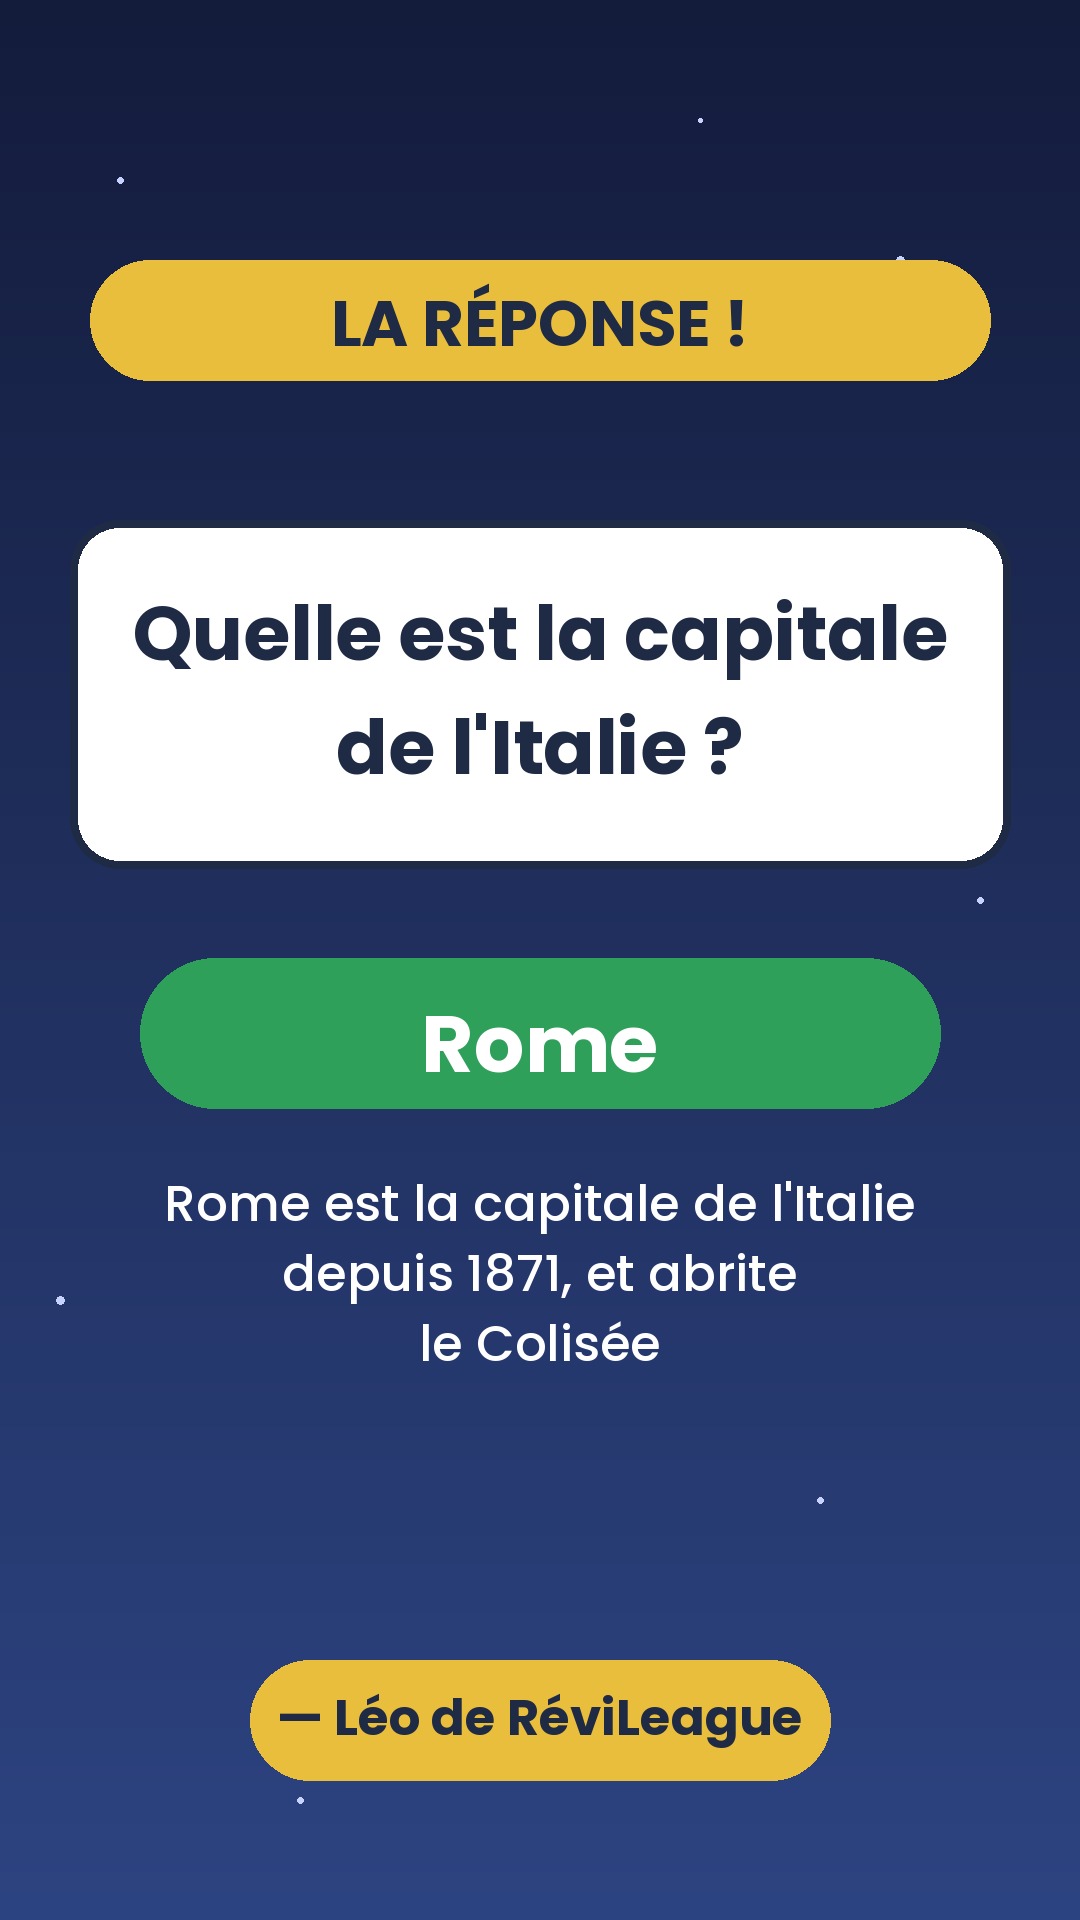 LA RÉPONSE !
Quelle est la capitale
de l'Italie ?
Rome
Rome est la capitale de l'Italie
depuis 1871, et abrite
le Colisée
— Léo de RéviLeague